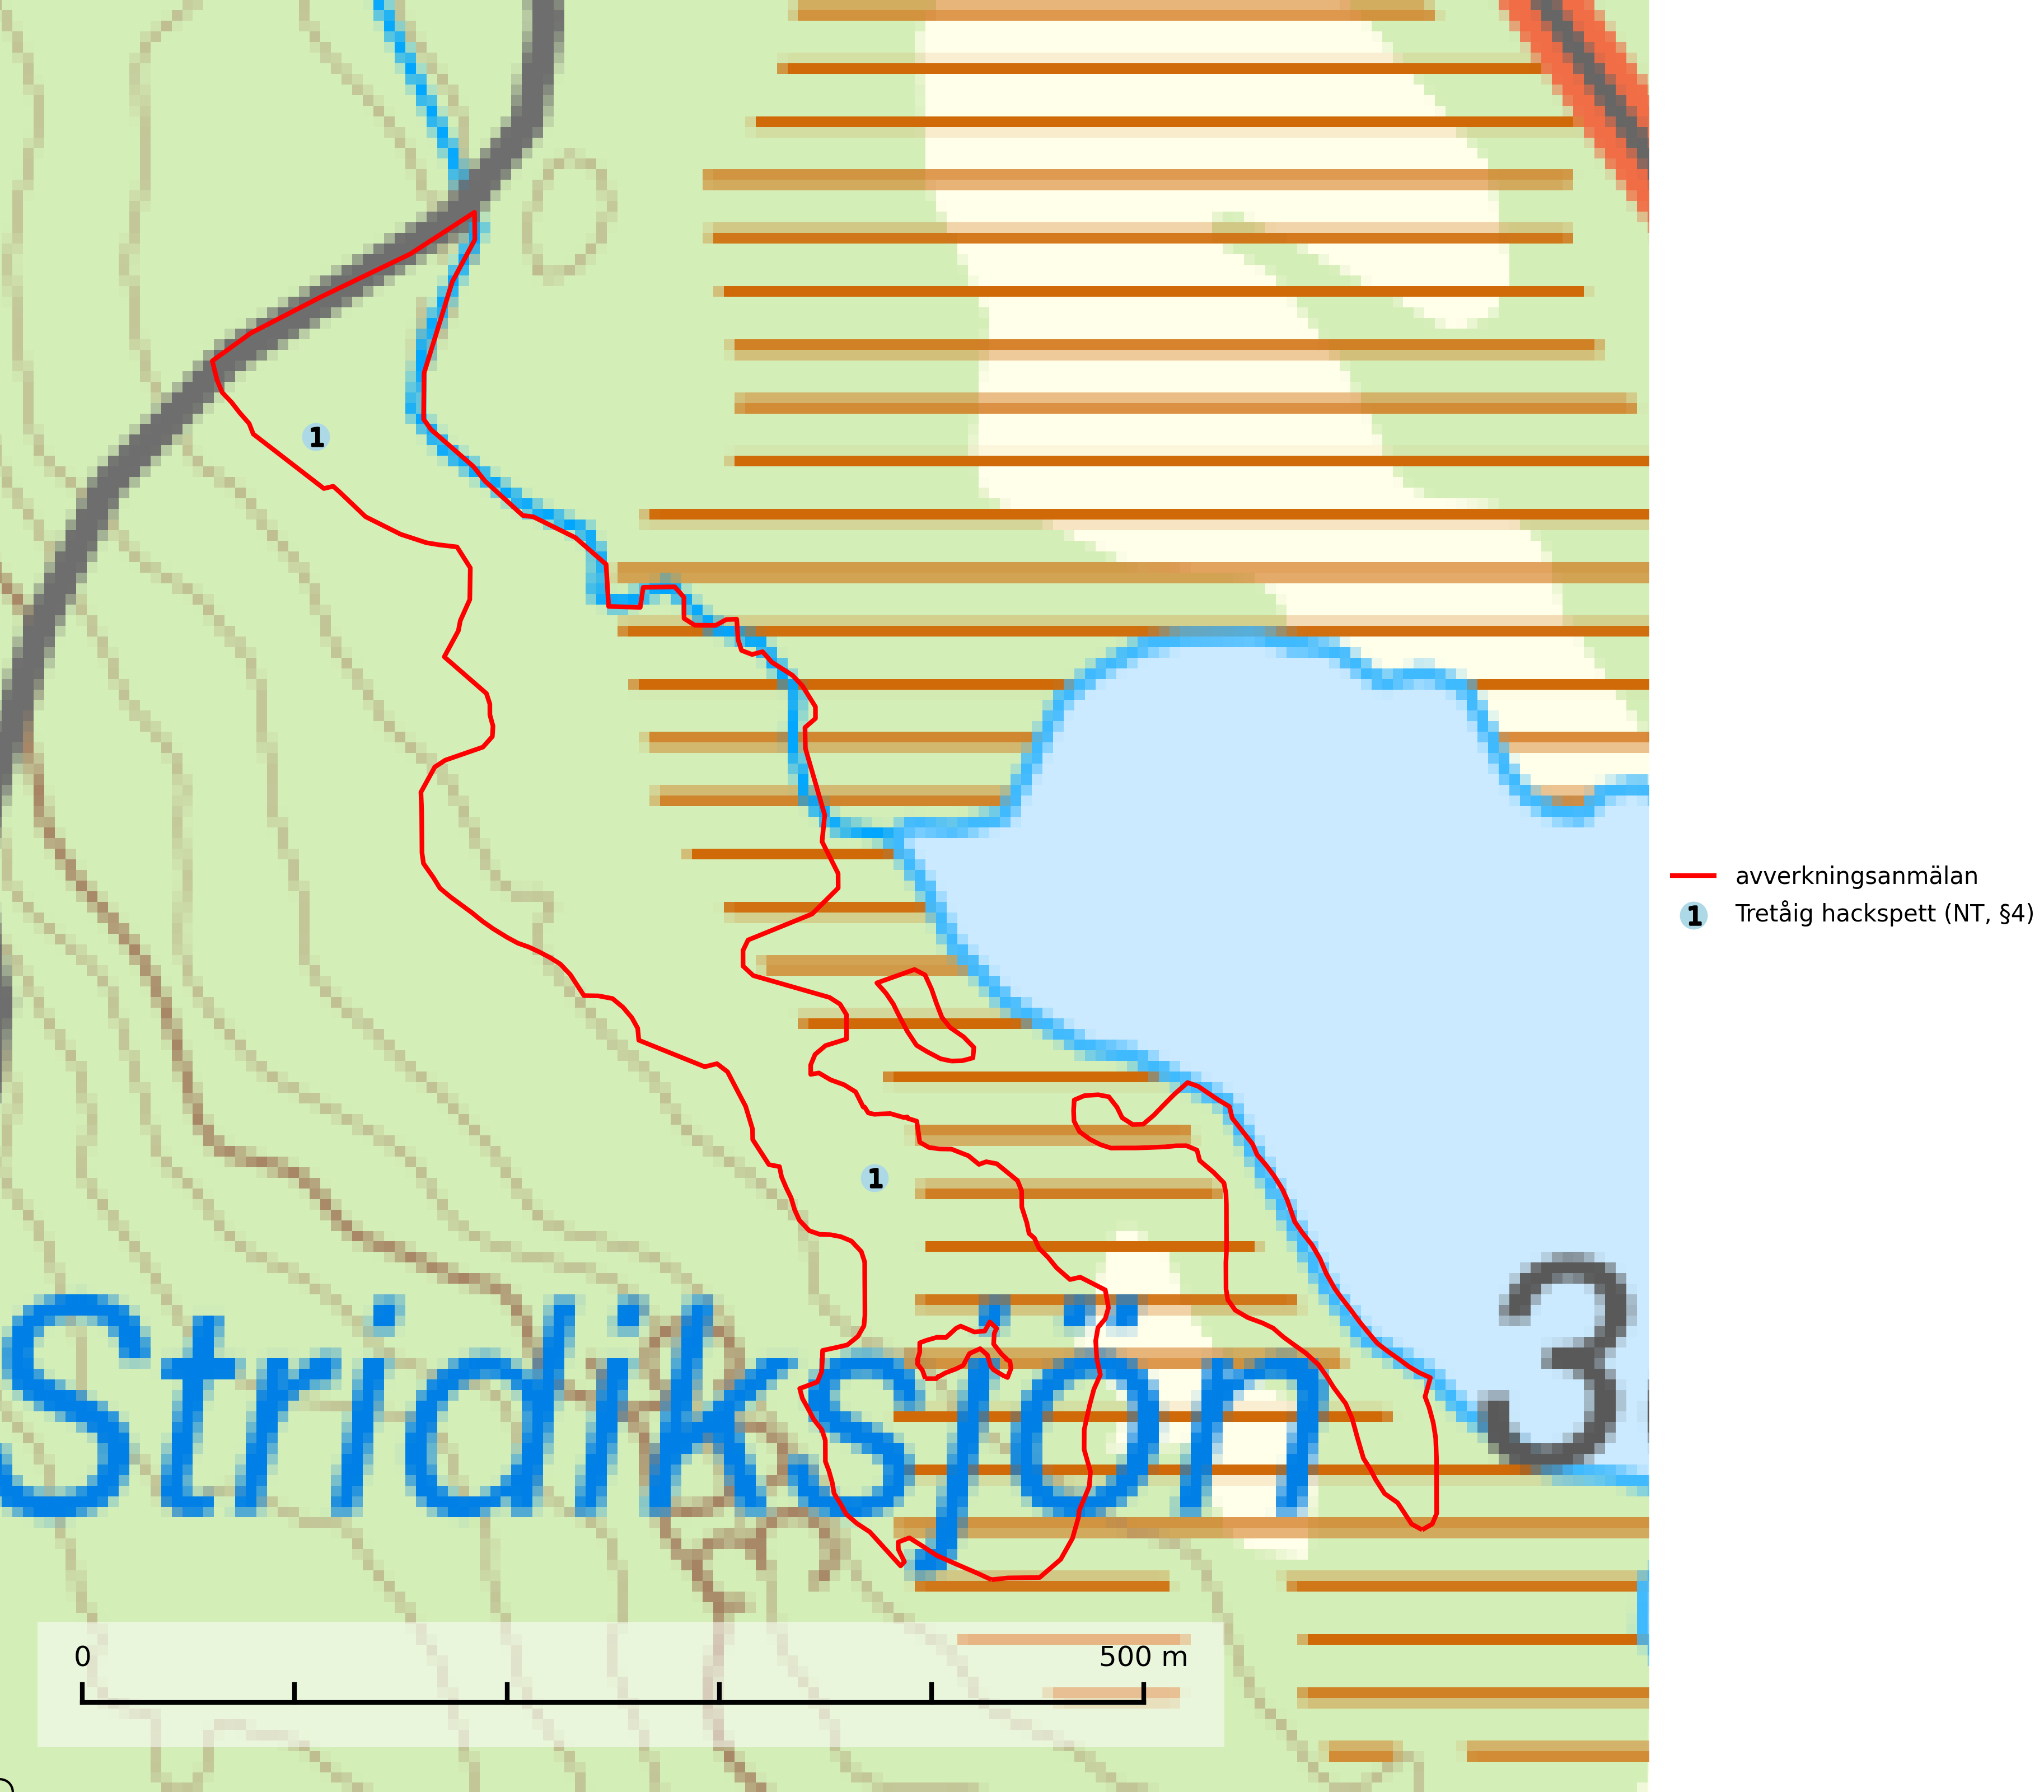 1
avverkningsanmälan
1 Tretåig hackspett (NT, §4)
1
Stridiksjön
3
0 500 m